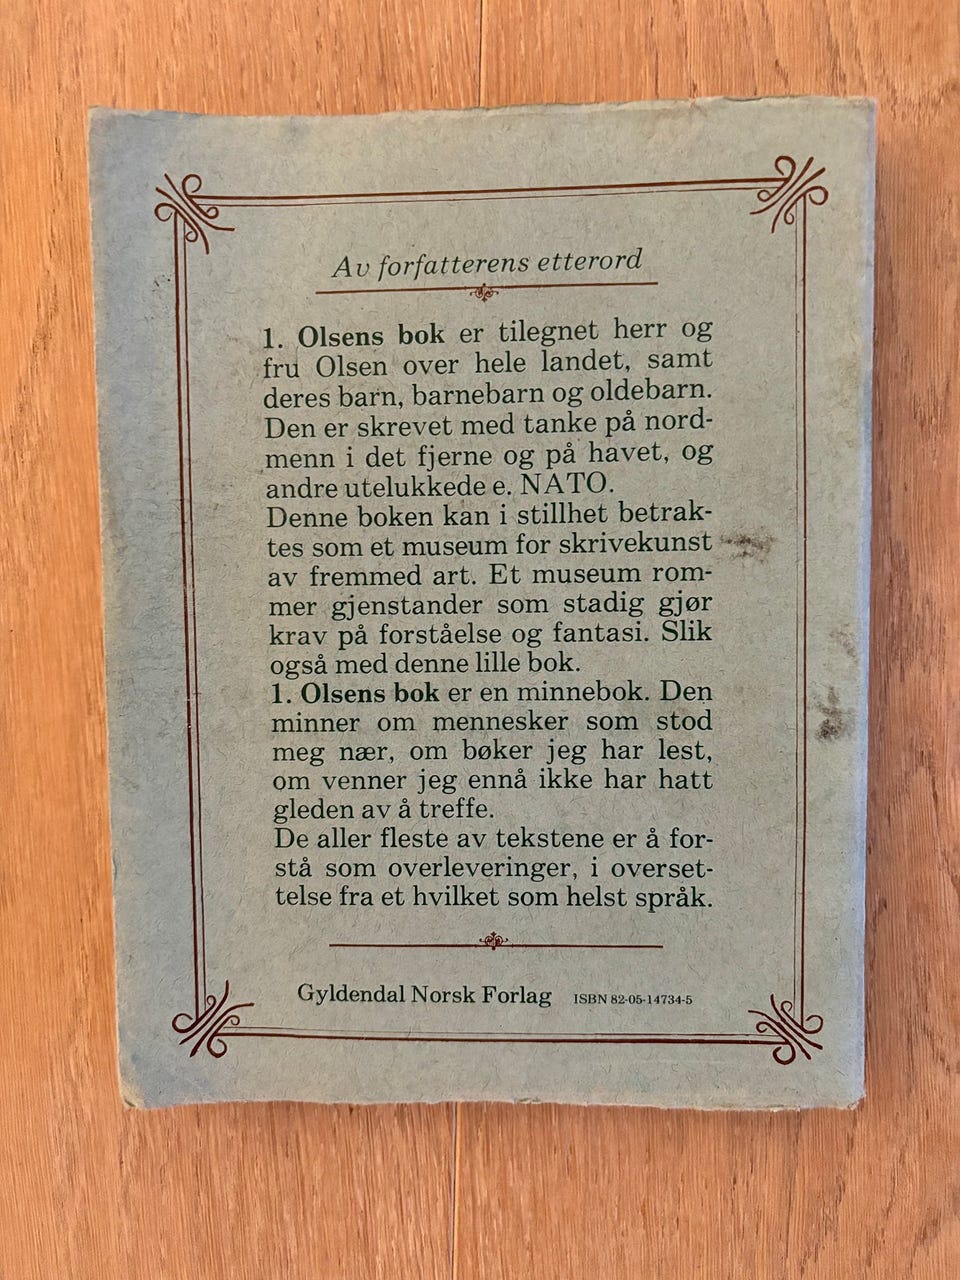 Av forfatterens etterord
1. Olsens bok er tilegnet herr og
fru Olsen over hele landet, samt
deres barn, barnebarn og oldebarn.
Den er skrevet med tanke på nord-
menn i det fjerne og på havet, og
andre utelukkede e. NATO.
Denne boken kan i stillhet betrak-
tes som et museum for skrivekunst
av fremmed art. Et museum rom-
mer gjenstander som stadig gjør
krav på forståelse og fantasi. Slik
også med denne lille bok.
1. Olsens bok er en minnebok. Den
minner om mennesker som stod
meg nær, om bøker jeg har lest,
om venner jeg ennå ikke har hatt
gleden av å treffe.
De aller fleste av tekstene er å for-
stå som overleveringer, i overset-
telse fra et hvilket som helst språk.
Gyldendal Norsk Forlag ISBN 82-05-14734-5